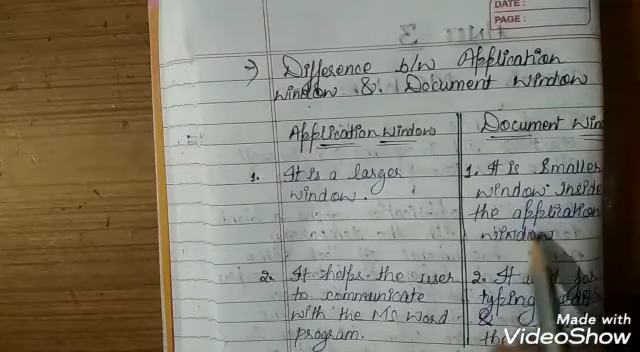 DATE :
PAGE :
→ Difference b/w Application
window & Document window
Application window
1. It is a larger
window.
2. It helps the user
to communicate
with the MS word
program.
Document Win
1. It is Smaller
window inside
the application
window
2. It for
typing
&
the
Made with
VideoShow